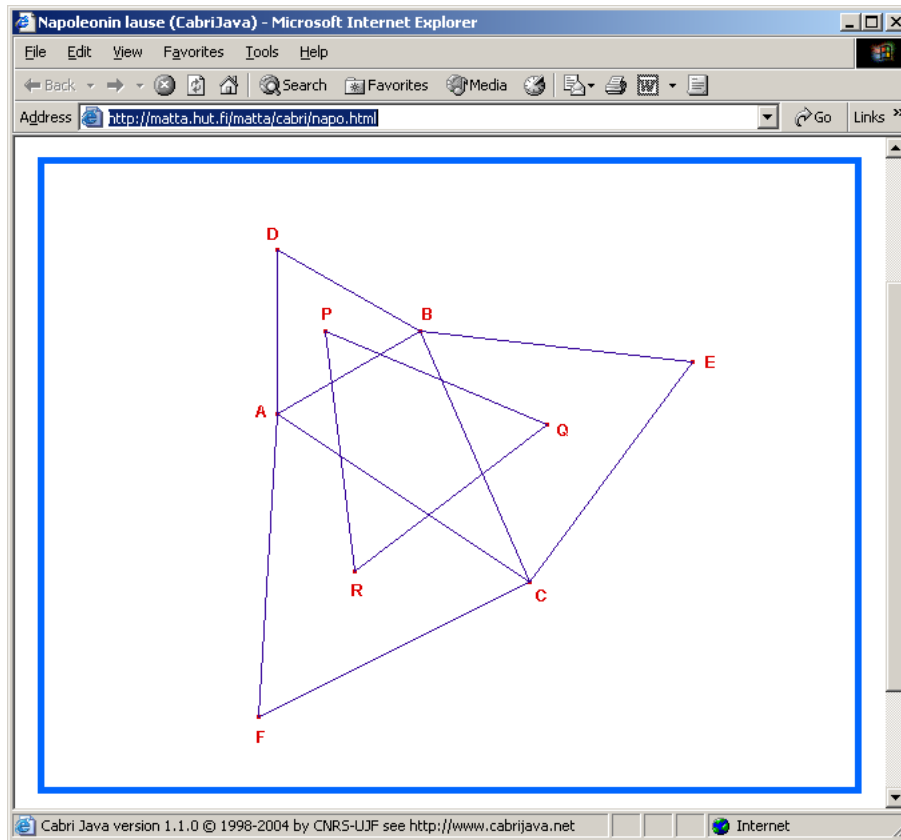 Napoleonin lause (CabriJava) - Microsoft Internet Explorer
File Edit View Favorites Tools Help
Back Search Favorites Media W
Address http://matta.hut.fi/matta/cabri/napo.html Go Links »
D
P B
E
A
Q
R
C
F
Cabri Java version 1.1.0 © 1998-2004 by CNRS-UJF see http://www.cabrijava.net Internet